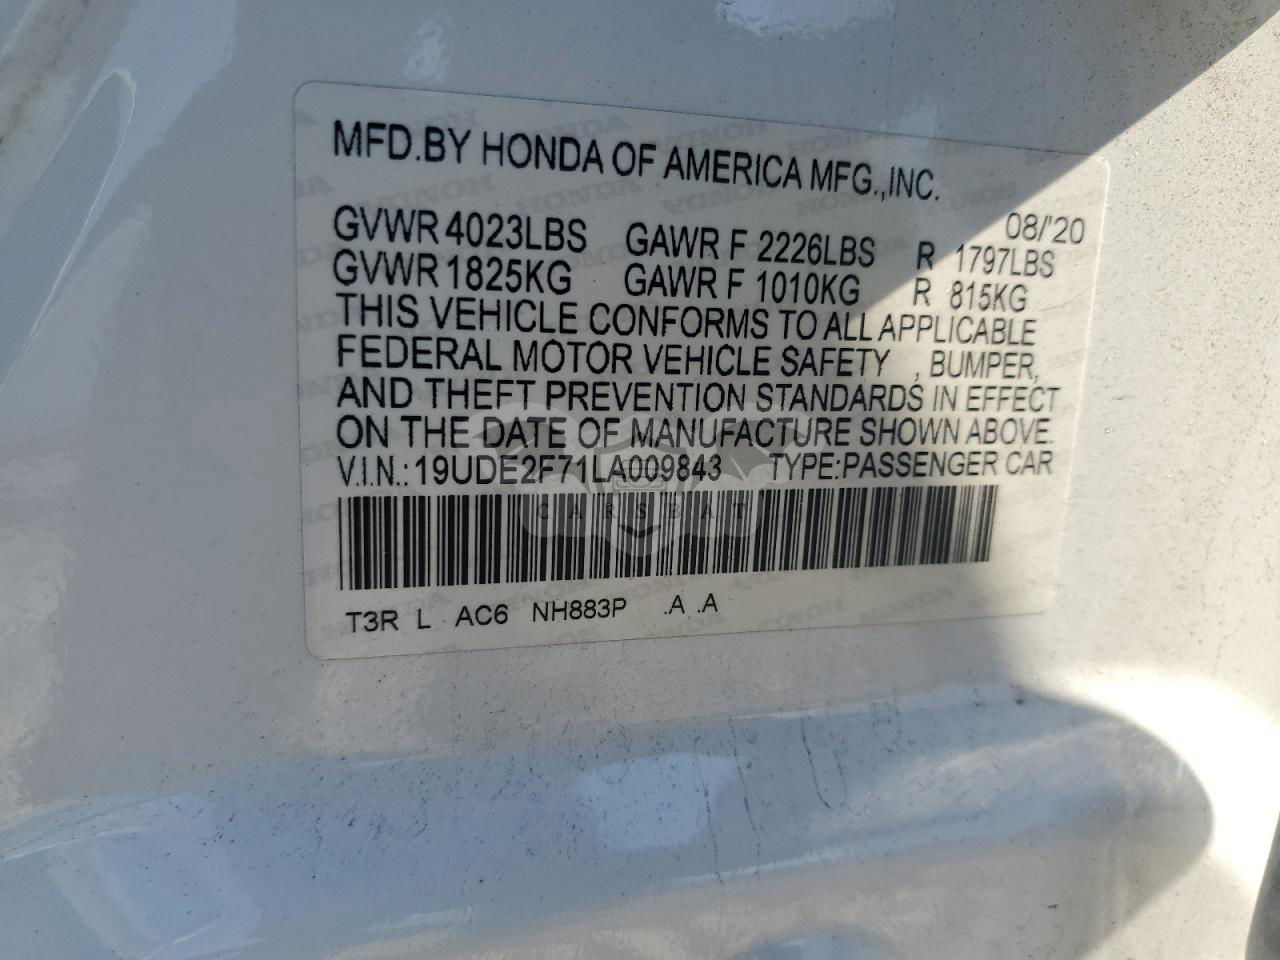 MFD.BY HONDA OF AMERICA MFG.,INC.
08/'20
GVWR 4023LBS GAWR F 2226LBS R 1797LBS
GVWR 1825KG GAWR F 1010KG R 815KG
THIS VEHICLE CONFORMS TO ALL APPLICABLE
FEDERAL MOTOR VEHICLE SAFETY , BUMPER,
AND THEFT PREVENTION STANDARDS IN EFFECT
ON THE DATE OF MANUFACTURE SHOWN ABOVE.
V.I.N.: 19UDE2F71LA009843 TYPE:PASSENGER CAR
CARSBAT
T3R L AC6 NH883P .A .A